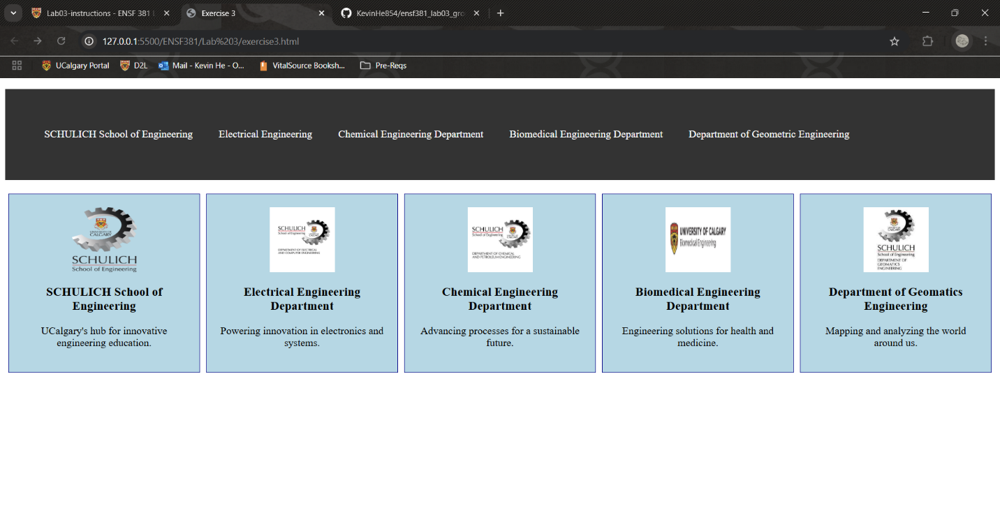 Lab03-instructions - ENSF 381 L
Exercise 3
KevinHe854/ensf381_lab03_gro
127.0.0.1:5500/ENSF381/Lab%203/exercise3.html
UCalgary Portal
D2L
Mail - Kevin He - O...
VitalSource Booksh...
Pre-Reqs
SCHULICH School of Engineering
Electrical Engineering
Chemical Engineering Department
Biomedical Engineering Department
Department of Geometric Engineering
UNIVERSITY OF
CALGARY
SCHULICH
School of Engineering
SCHULICH School of
Engineering
UCalgary's hub for innovative
engineering education.
SCHULICH
School of Engineering
DEPARTMENT OF ELECTRICAL
AND COMPUTER ENGINEERING
Electrical Engineering
Department
Powering innovation in electronics and
systems.
SCHULICH
School of Engineering
DEPARTMENT OF CHEMICAL
AND PETROLEUM ENGINEERING
Chemical Engineering
Department
Advancing processes for a sustainable
future.
UNIVERSITY OF CALGARY
Biomedical Engineering
Biomedical Engineering
Department
Engineering solutions for health and
medicine.
SCHULICH
School of Engineering
DEPARTMENT OF
GEOMATICS
ENGINEERING
Department of Geomatics
Engineering
Mapping and analyzing the world
around us.